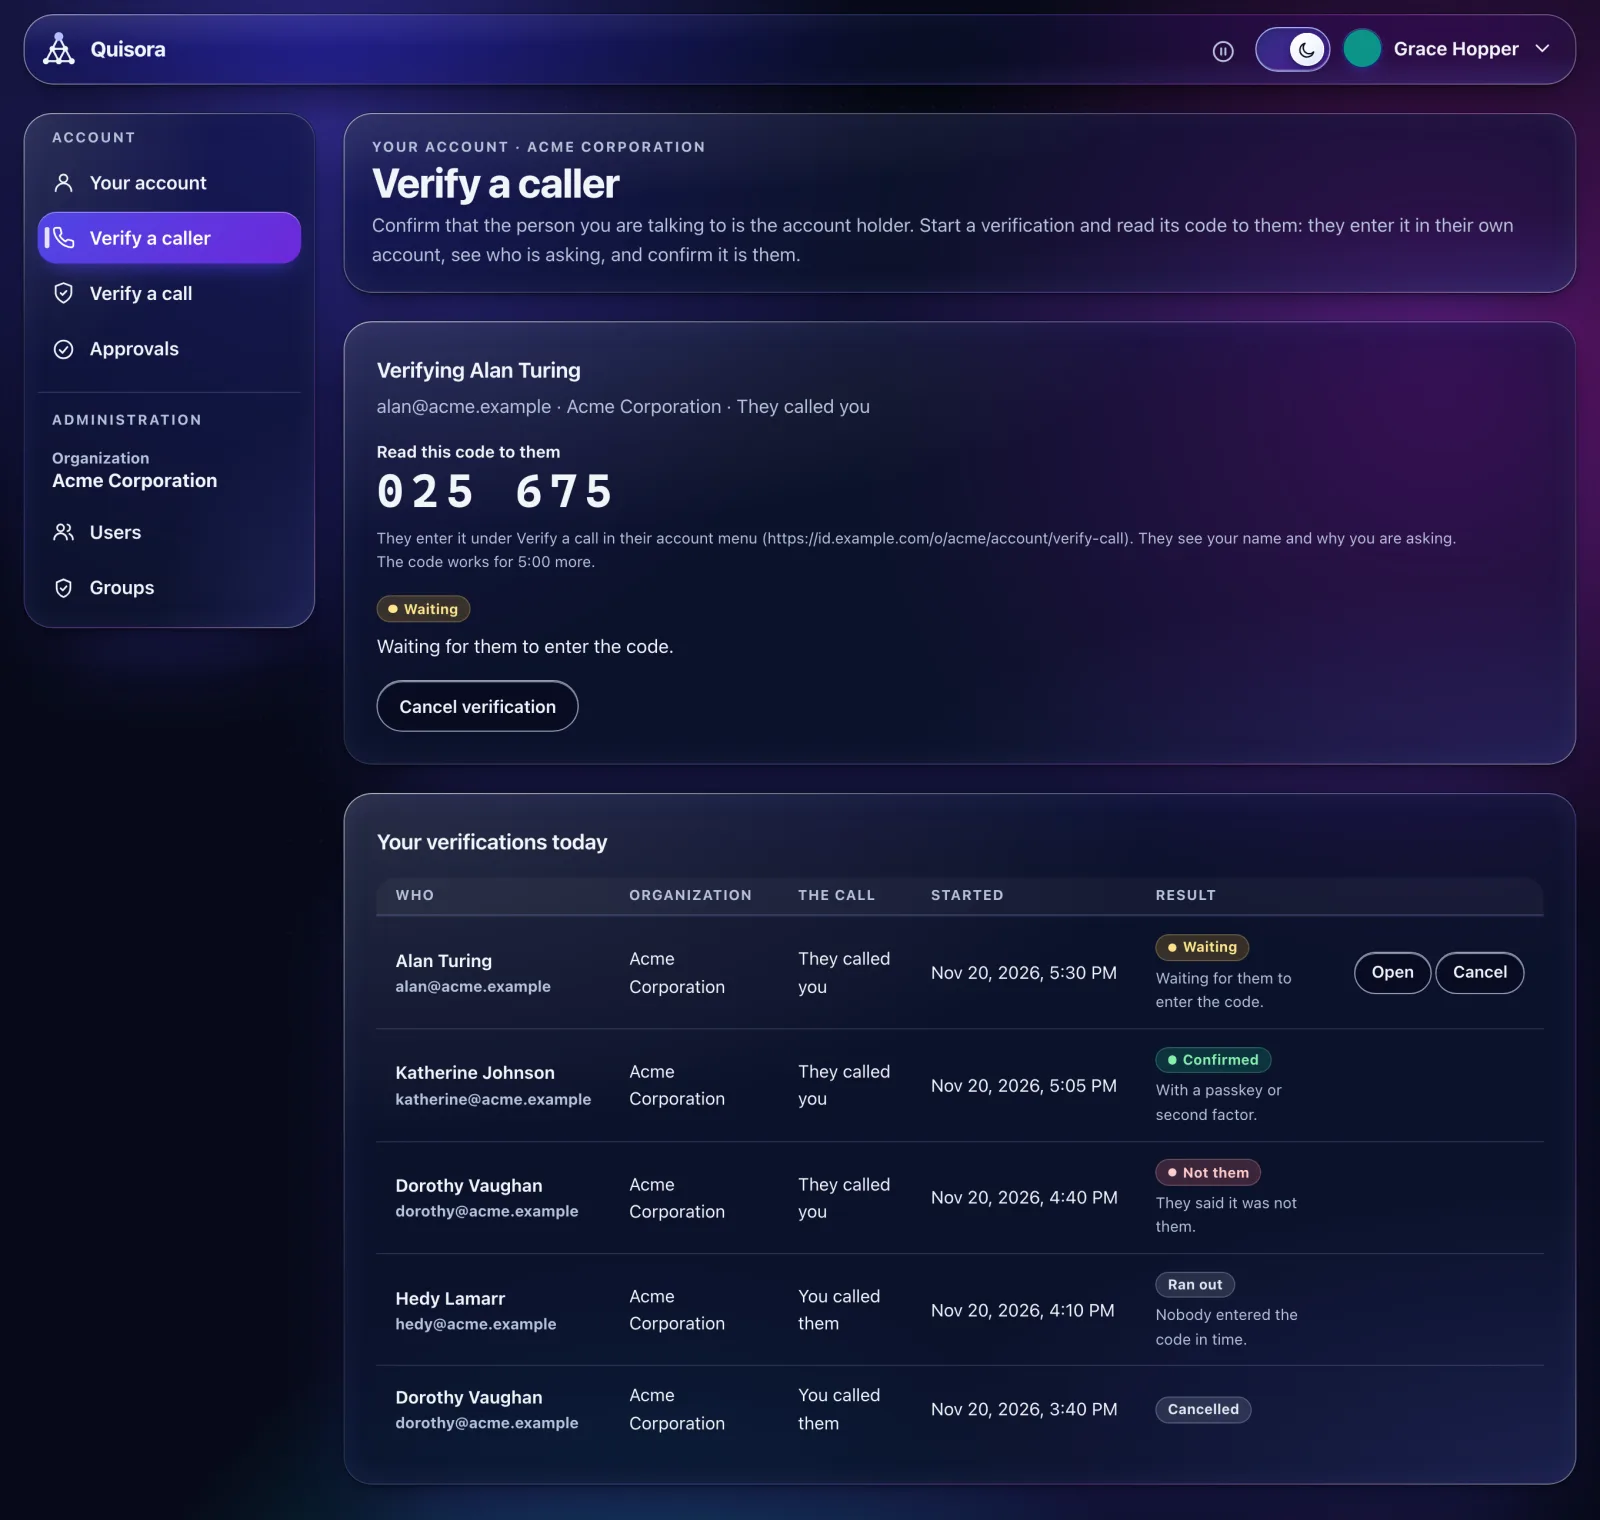 Quisora
Grace Hopper
ACCOUNT
Your account
Verify a caller
Verify a call
Approvals
ADMINISTRATION
Organization
Acme Corporation
Users
Groups
YOUR ACCOUNT · ACME CORPORATION
Verify a caller
Confirm that the person you are talking to is the account holder. Start a verification and read its code to them: they enter it in their own
account, see who is asking, and confirm it is them.
Verifying Alan Turing
alan@acme.example · Acme Corporation · They called you
Read this code to them
025 675
They enter it under Verify a call in their account menu (https://id.example.com/o/acme/account/verify-call). They see your name and why you are asking.
The code works for 5:00 more.
Waiting
Waiting for them to enter the code.
Cancel verification
Your verifications today
WHO ORGANIZATION THE CALL STARTED RESULT
Alan Turing
alan@acme.example
Acme
Corporation
They called
you
Nov 20, 2026, 5:30 PM
Waiting
Waiting for them to
enter the code.
Open Cancel
Katherine Johnson
katherine@acme.example
Acme
Corporation
They called
you
Nov 20, 2026, 5:05 PM
Confirmed
With a passkey or
second factor.
Dorothy Vaughan
dorothy@acme.example
Acme
Corporation
They called
you
Nov 20, 2026, 4:40 PM
Not them
They said it was not
them.
Hedy Lamarr
hedy@acme.example
Acme
Corporation
You called
them
Nov 20, 2026, 4:10 PM
Ran out
Nobody entered the
code in time.
Dorothy Vaughan
dorothy@acme.example
Acme
Corporation
You called
them
Nov 20, 2026, 3:40 PM
Cancelled